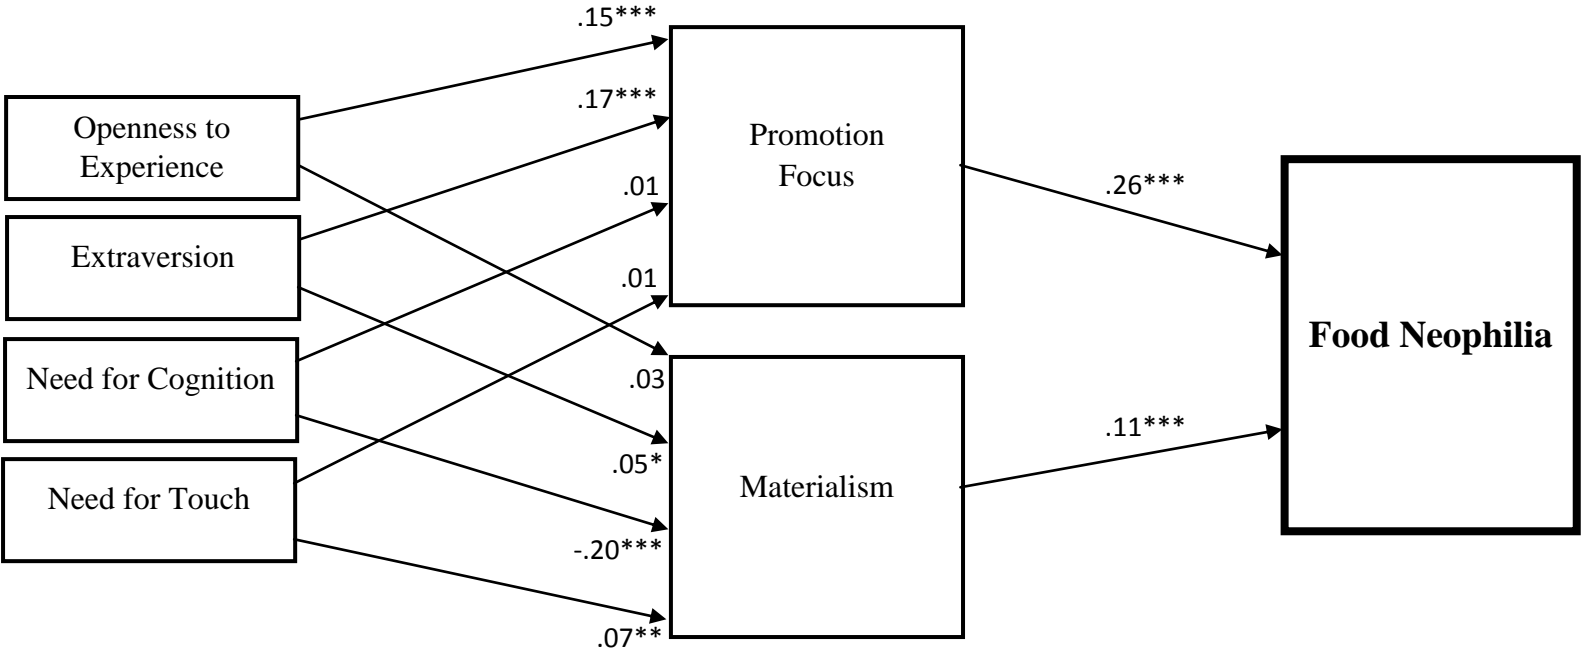 .15***
.17***
Openness to
Experience
Promotion
Focus
.01
.26***
Extraversion
.01
Food Neophilia
Need for Cognition
.03
.11***
.05*
Materialism
Need for Touch
-.20***
.07**